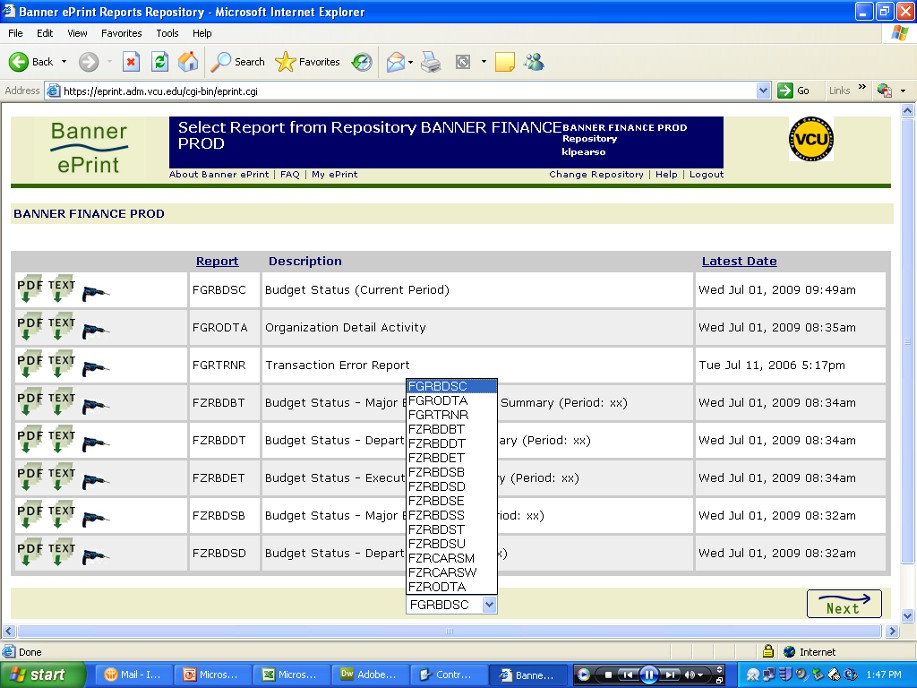 Banner ePrint Reports Repository - Microsoft Internet Explorer
File Edit View Favorites Tools Help
Back Search Favorites
Address https://eprint.adm.vcu.edu/cgi-bin/eprint.cgi Go Links »
Banner
ePrint
Select Report from Repository BANNER FINANCE PROD
BANNER FINANCE PROD
Repository
klpearso
VCU
About Banner ePrint | FAQ | My ePrint Change Repository | Help | Logout
BANNER FINANCE PROD
Report Description Latest Date
PDF TEXT FGRBDSC Budget Status (Current Period) Wed Jul 01, 2009 09:49am
PDF TEXT FGRODTA Organization Detail Activity Wed Jul 01, 2009 08:35am
PDF TEXT FGRTRNR Transaction Error Report Tue Jul 11, 2006 5:17pm
PDF TEXT FZRBDBT Budget Status - Major Summary (Period: xx) Wed Jul 01, 2009 08:34am
PDF TEXT FZRBDDT Budget Status - Depart ary (Period: xx) Wed Jul 01, 2009 08:34am
PDF TEXT FZRBDET Budget Status - Execut y (Period: xx) Wed Jul 01, 2009 08:34am
PDF TEXT FZRBDSB Budget Status - Major iod: xx) Wed Jul 01, 2009 08:32am
PDF TEXT FZRBDSD Budget Status - Depart x) Wed Jul 01, 2009 08:32am
FGRBDSC
FGRODTA
FGRTRNR
FZRBDBT
FZRBDDT
FZRBDET
FZRBDSB
FZRBDSD
FZRBDSE
FZRBDSS
FZRBDST
FZRBDSU
FZRCARSM
FZRCARSW
FZRODTA
FGRBDSC
Next
Done Internet
start Mail - I... Micros... Micros... Adobe... Contr... Banne... 1:47 PM